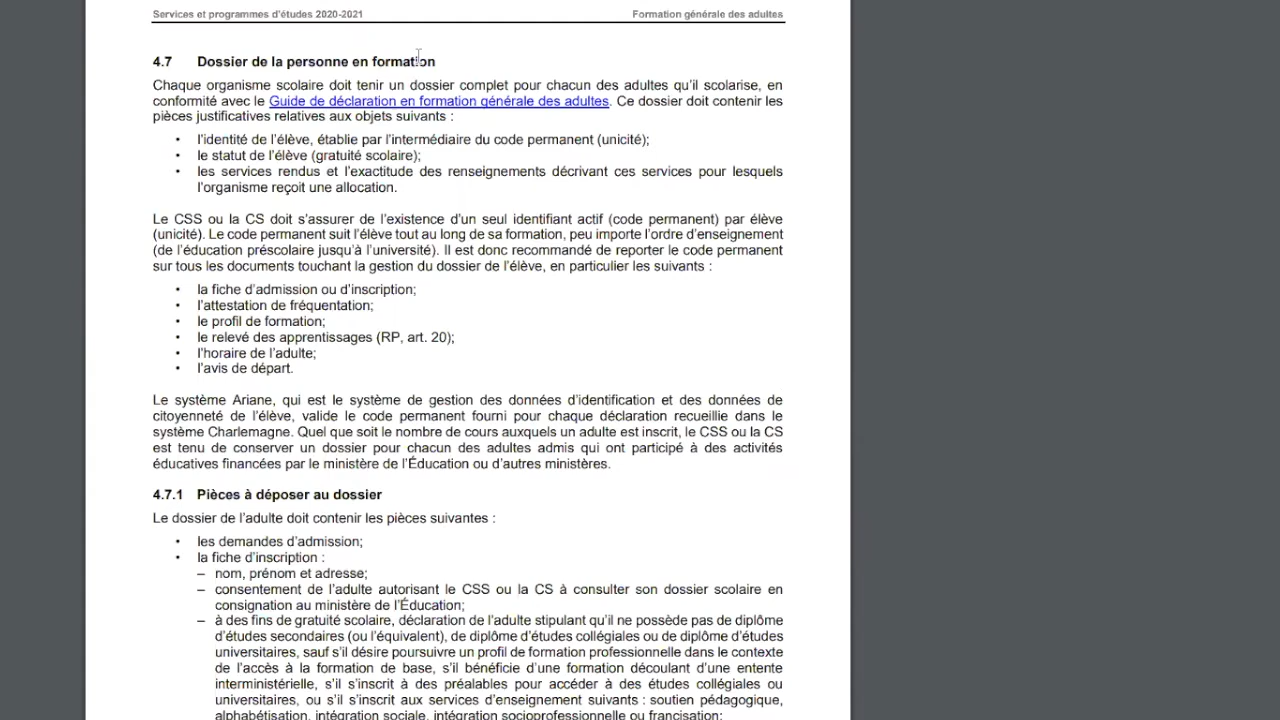 Services et programmes d'études 2020-2021 Formation générale des adultes
4.7 Dossier de la personne en formation
Chaque organisme scolaire doit tenir un dossier complet pour chacun des adultes qu'il scolarise, en
conformité avec le Guide de déclaration en formation générale des adultes. Ce dossier doit contenir les
pièces justificatives relatives aux objets suivants :
• l'identité de l'élève, établie par l'intermédiaire du code permanent (unicité);
• le statut de l'élève (gratuité scolaire);
• les services rendus et l'exactitude des renseignements décrivant ces services pour lesquels
l'organisme reçoit une allocation.
Le CSS ou la CS doit s'assurer de l'existence d'un seul identifiant actif (code permanent) par élève
(unicité). Le code permanent suit l'élève tout au long de sa formation, peu importe l'ordre d'enseignement
(de l'éducation préscolaire jusqu'à l'université). Il est donc recommandé de reporter le code permanent
sur tous les documents touchant la gestion du dossier de l'élève, en particulier les suivants :
• la fiche d'admission ou d'inscription;
• l'attestation de fréquentation;
• le profil de formation;
• le relevé des apprentissages (RP, art. 20);
• l'horaire de l'adulte;
• l'avis de départ.
Le système Ariane, qui est le système de gestion des données d'identification et des données de
citoyenneté de l'élève, valide le code permanent fourni pour chaque déclaration recueillie dans le
système Charlemagne. Quel que soit le nombre de cours auxquels un adulte est inscrit, le CSS ou la CS
est tenu de conserver un dossier pour chacun des adultes admis qui ont participé à des activités
éducatives financées par le ministère de l'Éducation ou d'autres ministères.
4.7.1 Pièces à déposer au dossier
Le dossier de l'adulte doit contenir les pièces suivantes :
• les demandes d'admission;
• la fiche d'inscription :
– nom, prénom et adresse;
– consentement de l'adulte autorisant le CSS ou la CS à consulter son dossier scolaire en
consignation au ministère de l'Éducation;
– à des fins de gratuité scolaire, déclaration de l'adulte stipulant qu'il ne possède pas de diplôme
d'études secondaires (ou l'équivalent), de diplôme d'études collégiales ou de diplôme d'études
universitaires, sauf s'il désire poursuivre un profil de formation professionnelle dans le contexte
de l'accès à la formation de base, s'il bénéficie d'une formation découlant d'une entente
interministérielle, s'il s'inscrit à des préalables pour accéder à des études collégiales ou
universitaires, ou s'il s'inscrit aux services d'enseignement suivants : soutien pédagogique,
alphabétisation, intégration sociale, intégration socioprofessionnelle ou francisation;